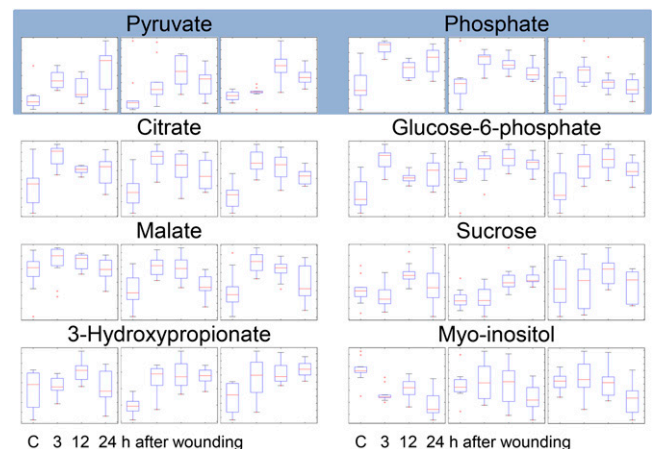 Pyruvate Phosphate
Citrate Glucose-6-phosphate
Malate Sucrose
3-Hydroxypropionate Myo-inositol
C 3 12 24 h after wounding C 3 12 24 h after wounding